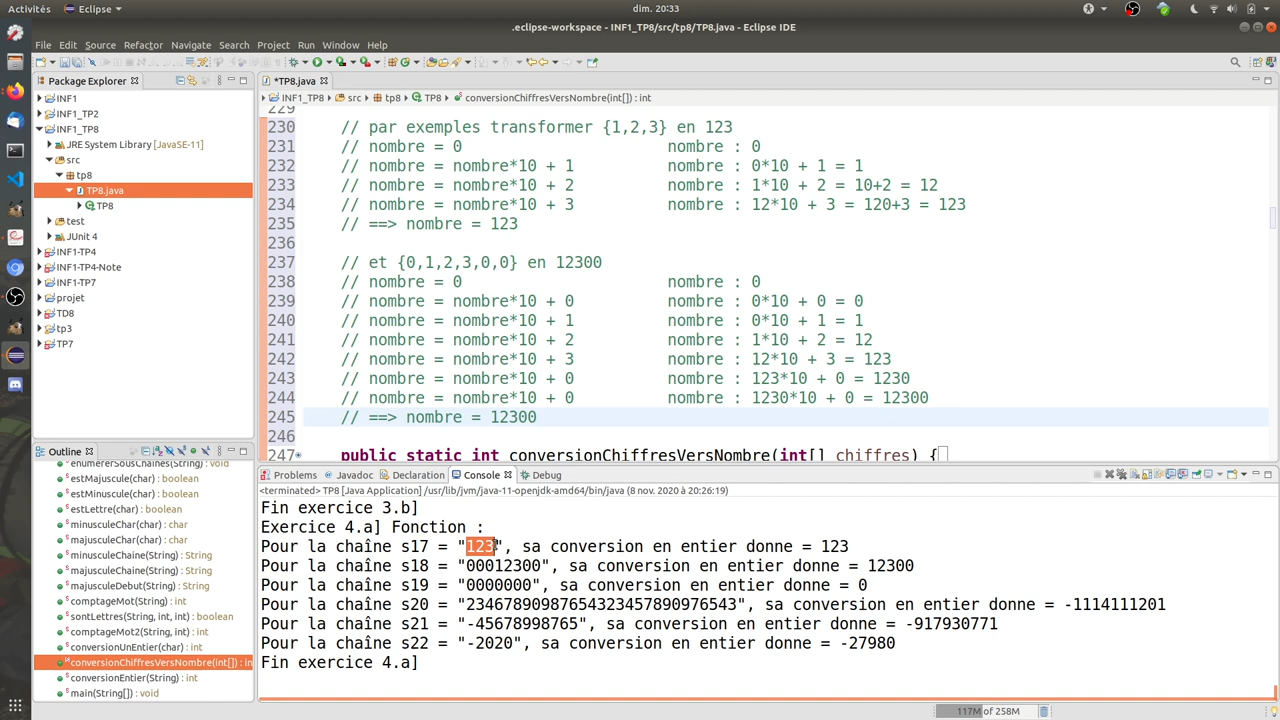 Activités
Eclipse
dim. 20:33
.eclipse-workspace - INF1_TP8/src/tp8/TP8.java - Eclipse IDE
File Edit Source Refactor Navigate Search Project Run Window Help
Package Explorer
INF1
INF1_TP2
INF1_TP8
JRE System Library [JavaSE-11]
src
tp8
TP8.java
TP8
test
JUnit 4
INF1-TP4
INF1-TP4-Note
INF1-TP7
projet
TD8
tp3
TP7
*TP8.java
INF1_TP8 src tp8 TP8 conversionChiffresVersNombre(int[]) : int
229
230 // par exemples transformer {1,2,3} en 123
231 // nombre = 0 nombre : 0
232 // nombre = nombre*10 + 1 nombre : 0*10 + 1 = 1
233 // nombre = nombre*10 + 2 nombre : 1*10 + 2 = 10+2 = 12
234 // nombre = nombre*10 + 3 nombre : 12*10 + 3 = 120+3 = 123
235 // ==> nombre = 123
236
237 // et {0,1,2,3,0,0} en 12300
238 // nombre = 0 nombre : 0
239 // nombre = nombre*10 + 0 nombre : 0*10 + 0 = 0
240 // nombre = nombre*10 + 1 nombre : 0*10 + 1 = 1
241 // nombre = nombre*10 + 2 nombre : 1*10 + 2 = 12
242 // nombre = nombre*10 + 3 nombre : 12*10 + 3 = 123
243 // nombre = nombre*10 + 0 nombre : 123*10 + 0 = 1230
244 // nombre = nombre*10 + 0 nombre : 1230*10 + 0 = 12300
245 // ==> nombre = 12300
246
247 public static int conversionChiffresVersNombre(int[] chiffres) {
Outline
enumererSousChaines(String) : void
estMajuscule(char) : boolean
estMinuscule(char) : boolean
estLettre(char) : boolean
minusculeChar(char) : char
majusculeChar(char) : char
minusculeChaine(String) : String
majusculeChaine(String) : String
majusculeDebut(String) : String
comptageMot(String) : int
sontLettres(String, int, int) : boolean
comptageMot2(String) : int
conversionUnEntier(char) : int
conversionChiffresVersNombre(int[]) : in
conversionEntier(String) : int
main(String[]) : void
Problems Javadoc Declaration Console Debug
<terminated> TP8 [Java Application] /usr/lib/jvm/java-11-openjdk-amd64/bin/java (8 nov. 2020 à 20:26:19)
Fin exercice 3.b]
Exercice 4.a] Fonction :
Pour la chaîne s17 = "123", sa conversion en entier donne = 123
Pour la chaîne s18 = "00012300", sa conversion en entier donne = 12300
Pour la chaîne s19 = "0000000", sa conversion en entier donne = 0
Pour la chaîne s20 = "234678909876543234578909​76543", sa conversion en entier donne = -1114111201
Pour la chaîne s21 = "-45678998765", sa conversion en entier donne = -917930771
Pour la chaîne s22 = "-2020", sa conversion en entier donne = -27980
Fin exercice 4.a]
117M of 258M